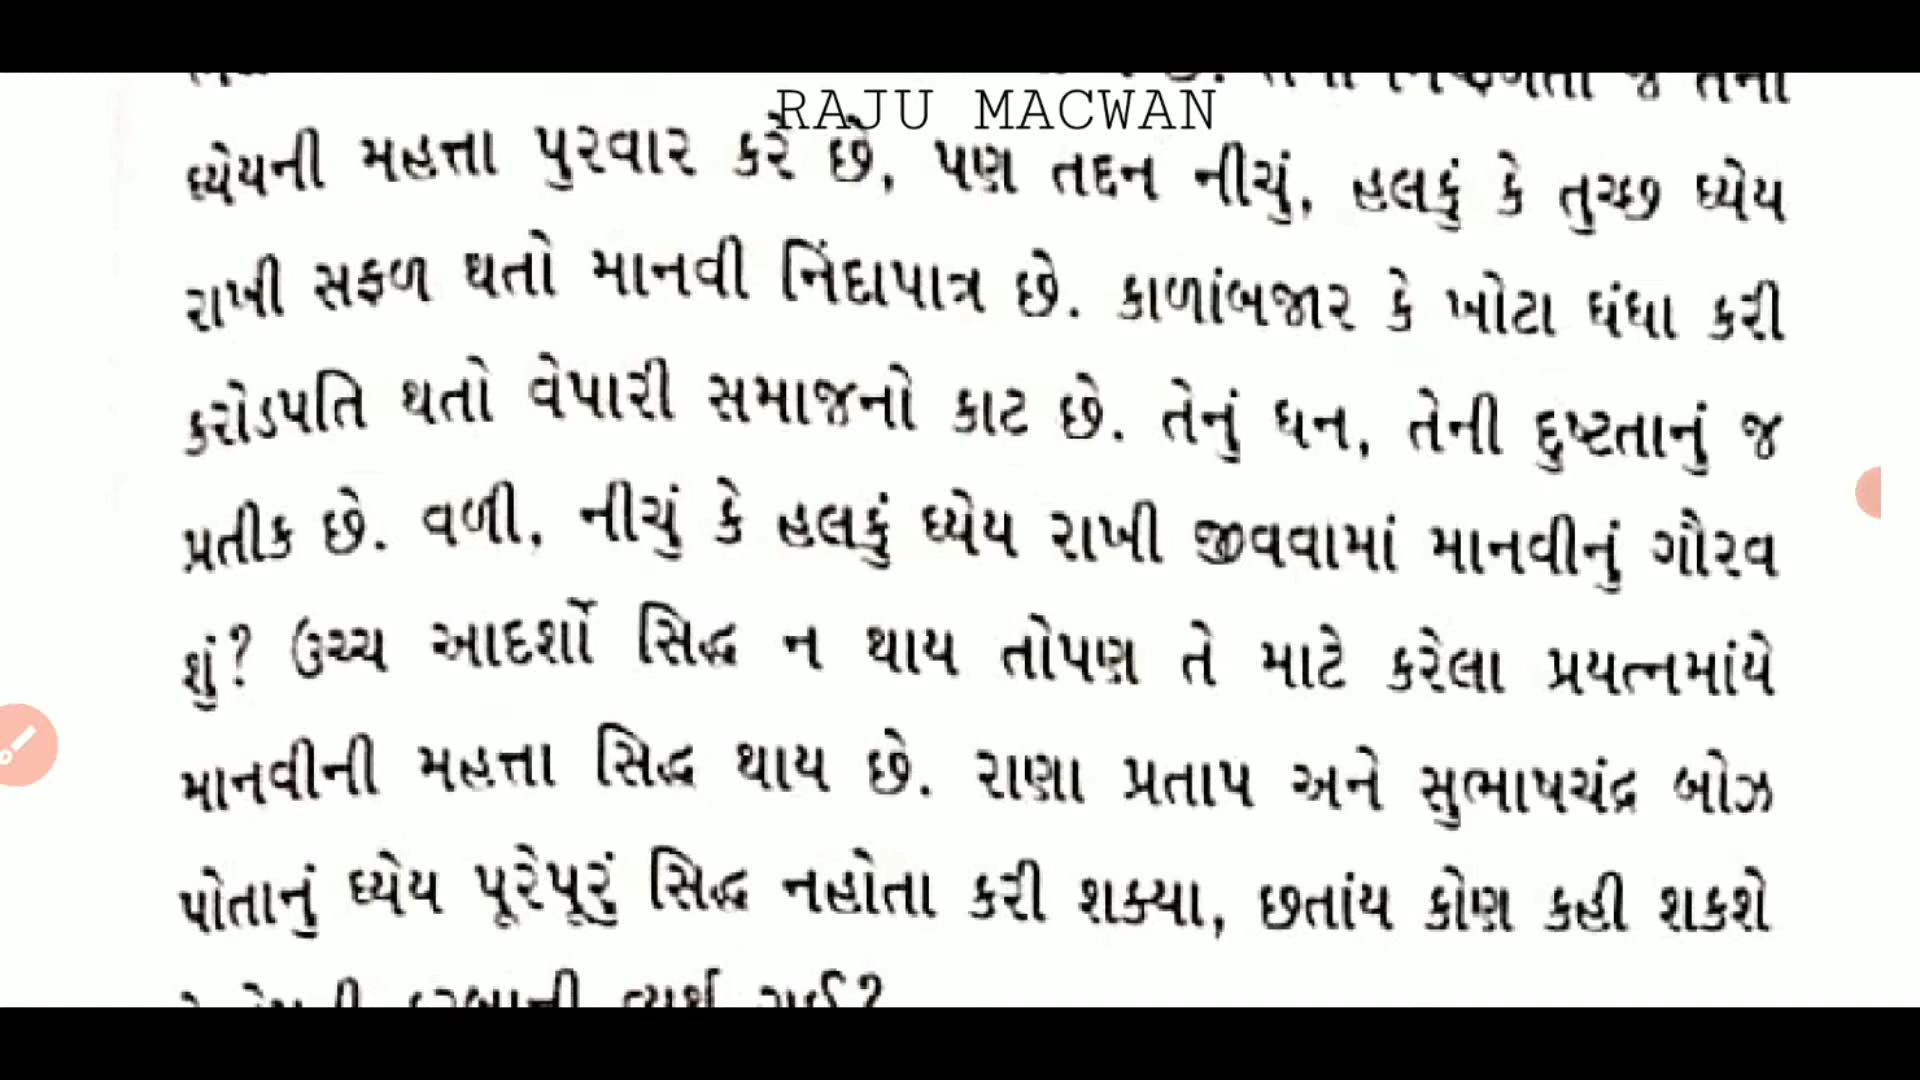 RAJU MACWAN
ધ્યેયની મહત્તા પુરવાર કરે છે, પણ તદ્દન નીચું, હલકું કે તુચ્છ ધ્યેય
રાખી સફળ થતો માનવી નિંદાપાત્ર છે. કાળાંબજાર કે ખોટા ધંધા કરી
કરોડપતિ થતો વેપારી સમાજનો કાટ છે. તેનું ધન, તેની દુષ્ટતાનું જ
પ્રતીક છે. વળી, નીચું કે હલકું ધ્યેય રાખી જીવવામાં માનવીનું ગૌરવ
શું? ઉચ્ચ આદર્શો સિદ્ધ ન થાય તોપણ તે માટે કરેલા પ્રયત્નમાંયે
માનવીની મહત્તા સિદ્ધ થાય છે. રાણા પ્રતાપ અને સુભાષચંદ્ર બોઝ
પોતાનું ધ્યેય પૂરેપૂરું સિદ્ધ નહોતા કરી શક્યા, છતાંય કોણ કહી શકશે